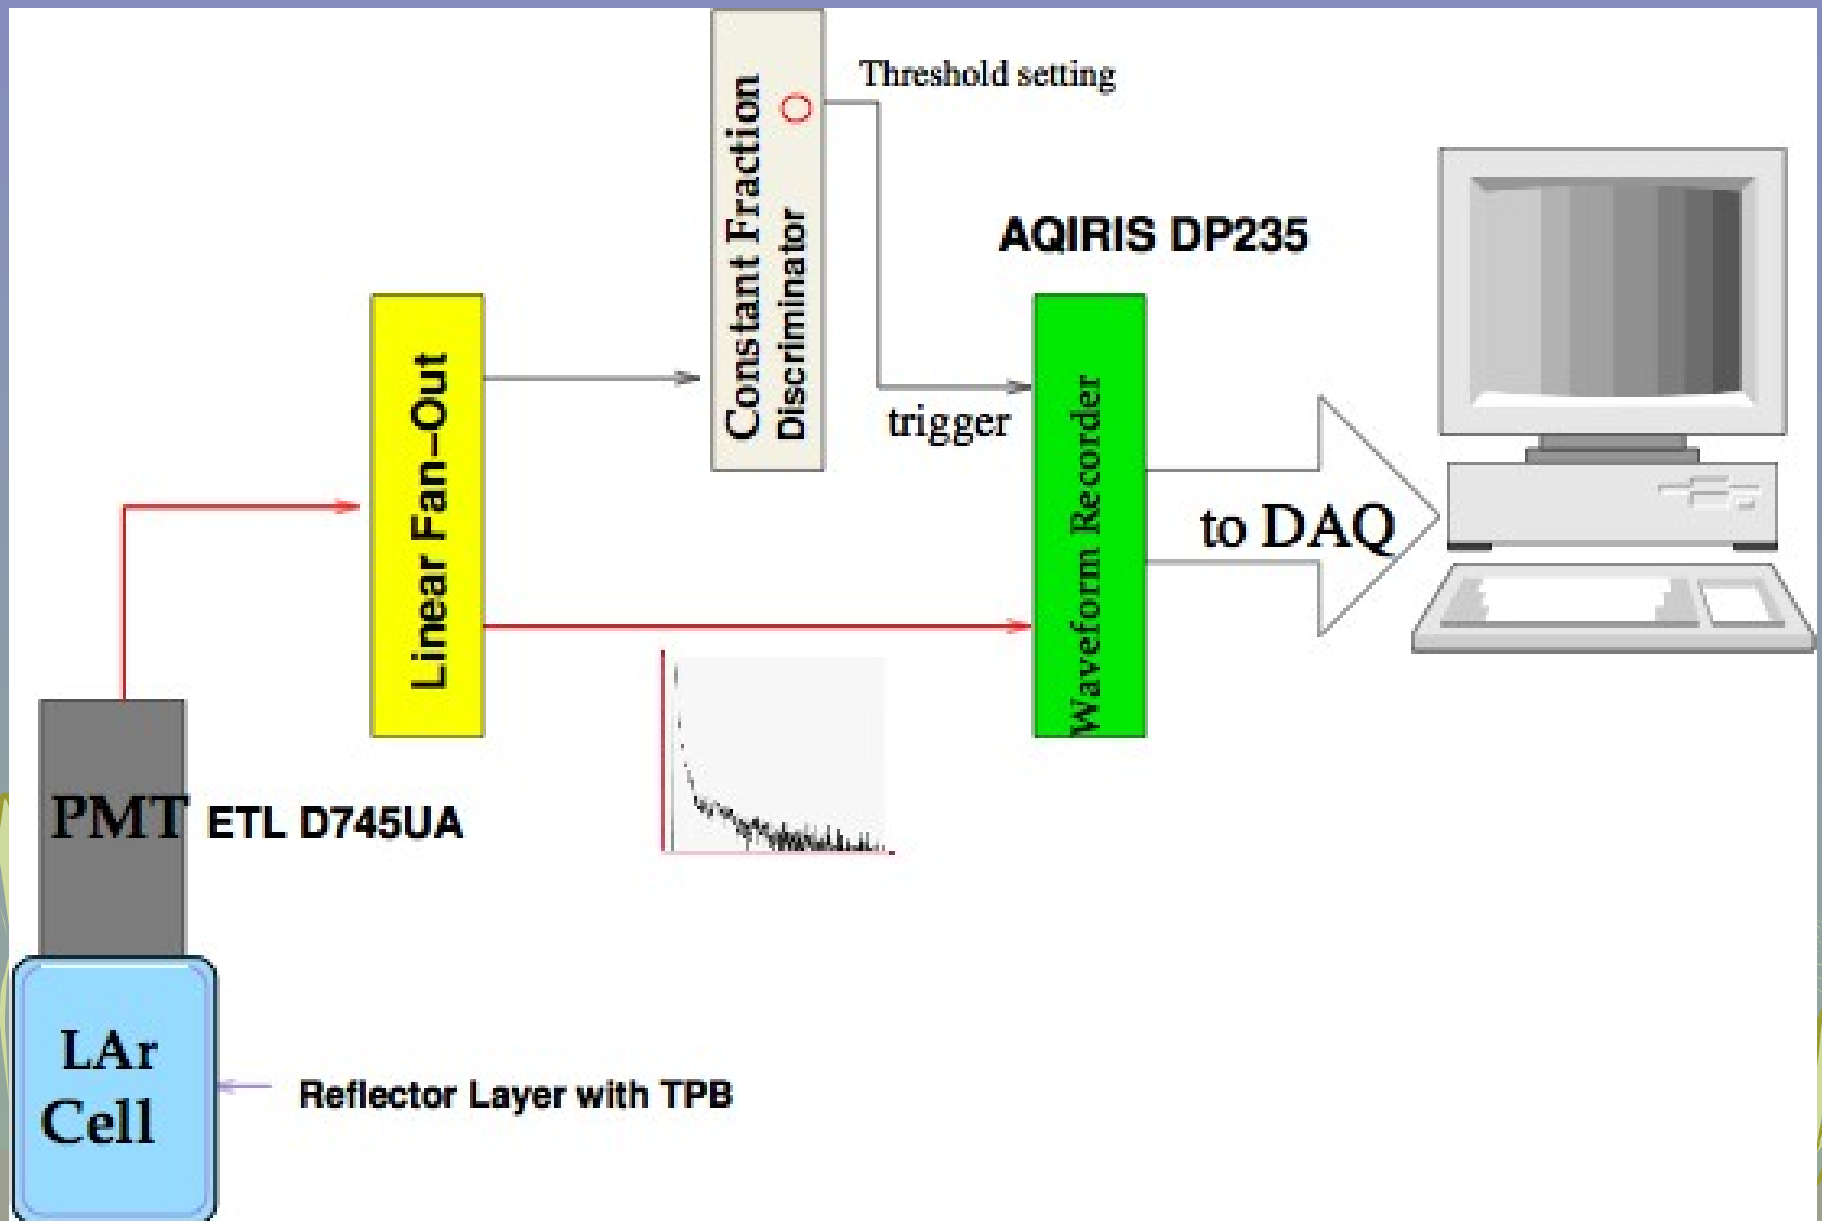 Threshold setting
Constant Fraction
Discriminator
AQIRIS DP235
Linear Fan-Out
trigger
Waveform Recorder
to DAQ
PMT
ETL D745UA
LAr
Cell
Reflector Layer with TPB